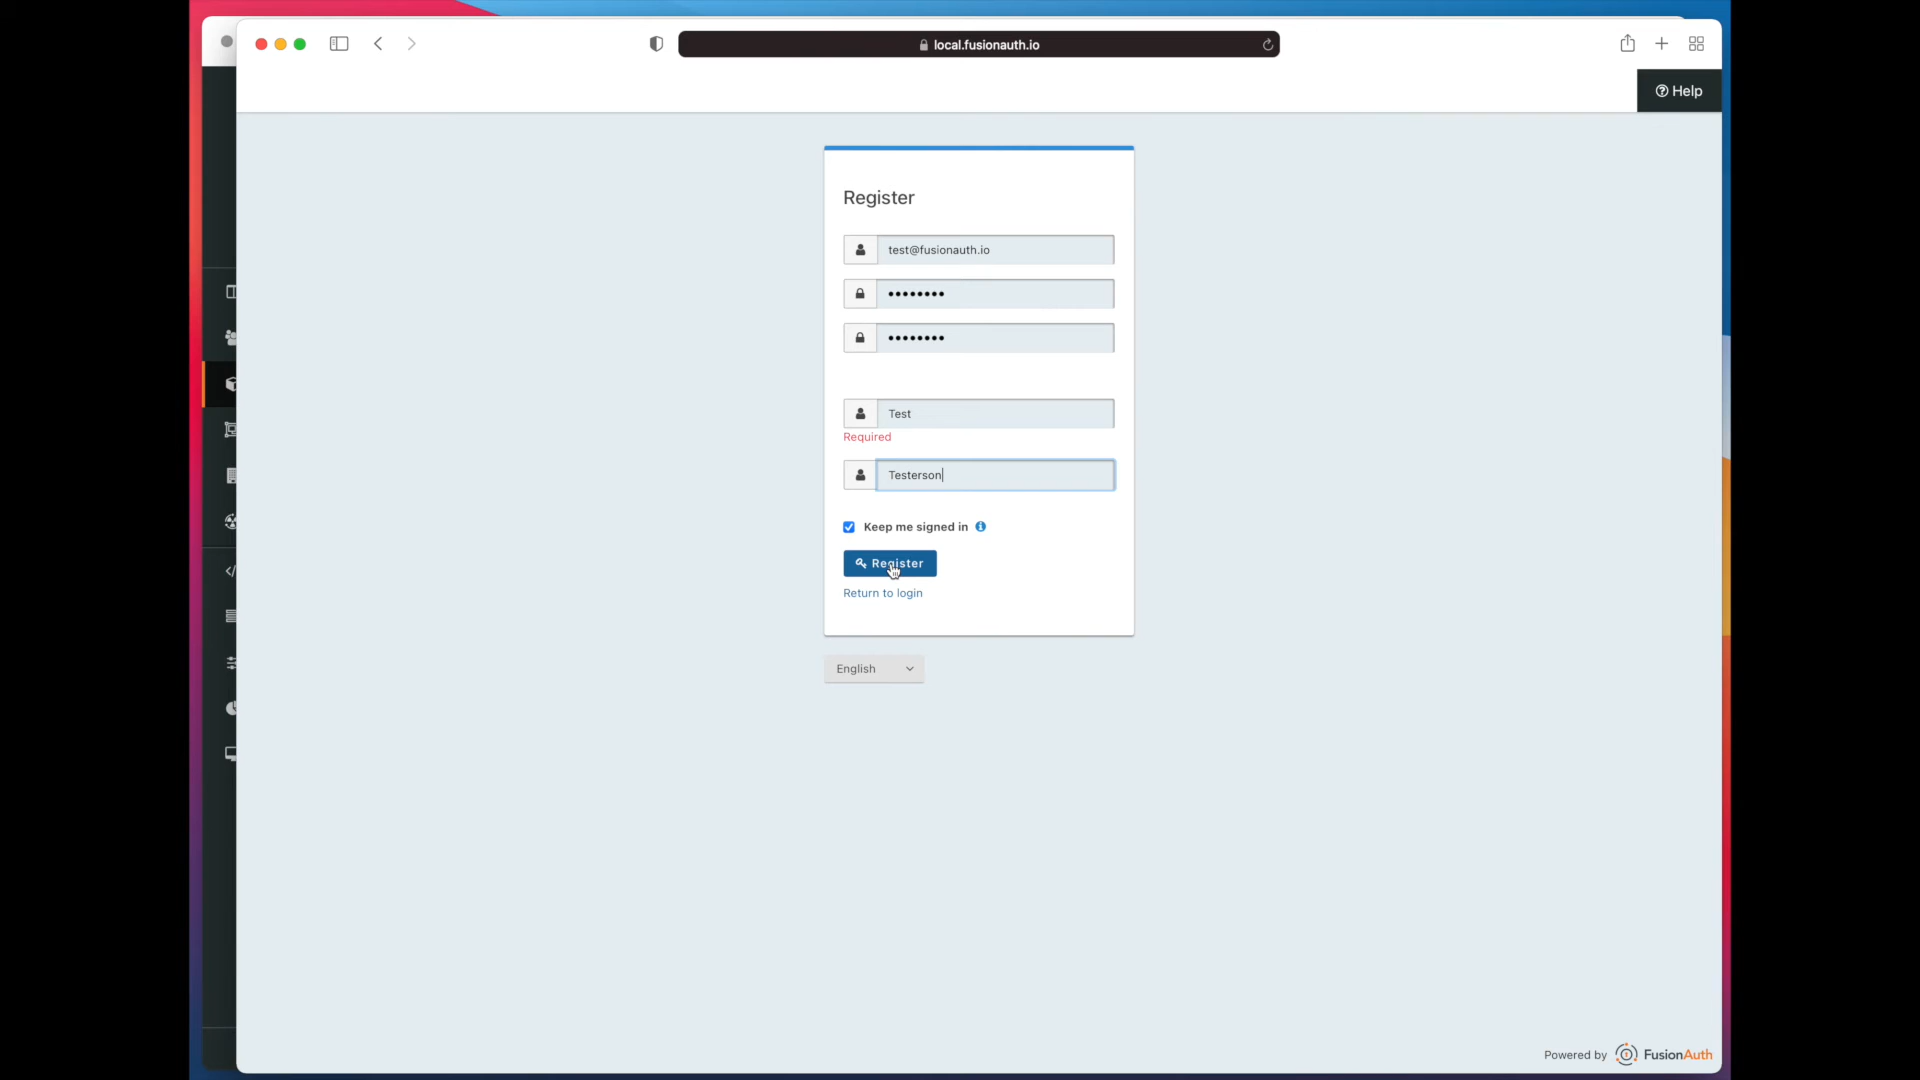 local.fusionauth.io
Help
Register
test@fusionauth.io
••••••••
••••••••
Test
Required
Testerson
Keep me signed in
Register
Return to login
English
Powered by FusionAuth